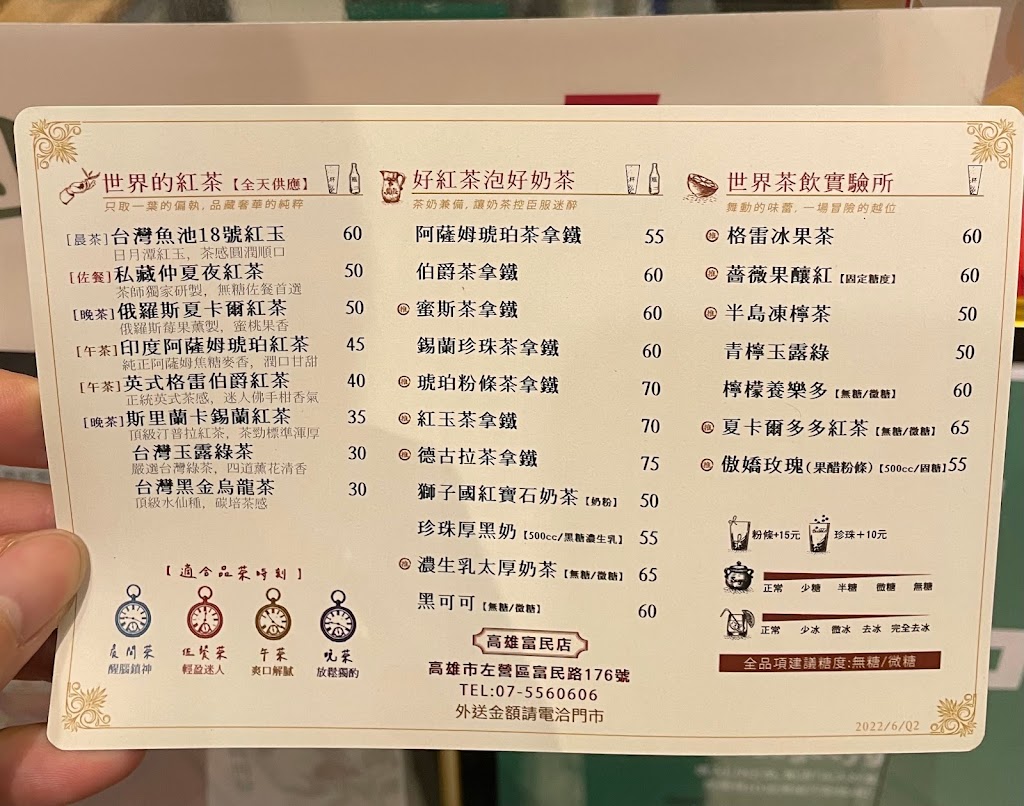 世界的紅茶【全天供應】
只取一葉的偏執, 品藏奢華的純粹
[晨茶]台灣魚池18號紅玉 60
日月潭紅玉, 茶感圓潤順口
[佐餐]私藏仲夏夜紅茶 50
茶師獨家研製, 無糖佐餐首選
[晚茶]俄羅斯夏卡爾紅茶 50
俄羅斯莓果薰製, 蜜桃果香
[午茶]印度阿薩姆琥珀紅茶 45
純正阿薩姆焦糖麥香, 潤口甘甜
[午茶]英式格雷伯爵紅茶 40
正統英式茶感, 迷人佛手柑香氣
[晚茶]斯里蘭卡錫蘭紅茶 35
頂級汀普拉紅茶, 茶勁標準渾厚
台灣玉露綠茶 30
嚴選台灣綠茶, 四道薰花清香
台灣黑金烏龍茶 30
頂級水仙種, 碳培茶感
【適合品茶時刻】
晨間茶
醒腦鎮神
佐餐茶
輕盈迷人
午茶
爽口解膩
晚茶
放鬆獨酌
杯 瓶
好紅茶泡好奶茶
茶奶兼備, 讓奶茶控臣服迷醉
阿薩姆琥珀茶拿鐵 55
伯爵茶拿鐵 60
推 蜜斯茶拿鐵 60
錫蘭珍珠茶拿鐵 60
推 琥珀粉條茶拿鐵 70
推 紅玉茶拿鐵 70
推 德古拉茶拿鐵 75
獅子國紅寶石奶茶【奶粉】 50
珍珠厚黑奶【500cc/黑糖濃生乳】 55
推 濃生乳太厚奶茶【無糖/微糖】 65
黑可可【無糖/微糖】 60
高雄富民店
高雄市左營區富民路176號
TEL:07-5560606
外送金額請電洽門市
杯 瓶
世界茶飲實驗所
舞動的味蕾, 一場冒險的越位
推 格雷冰果茶 60
推 薔薇果釀紅【固定糖度】 60
推 半島凍檸茶 50
青檸玉露綠 50
檸檬養樂多【無糖/微糖】 60
推 夏卡爾多多紅茶【無糖/微糖】 65
推 傲嬌玫瑰(果醋粉條)【500cc/固糖】 55
粉條+15元 珍珠+10元
正常 少糖 半糖 微糖 無糖
正常 少冰 微冰 去冰 完全去冰
全品項建議糖度:無糖/微糖
2022/6/Q2
杯